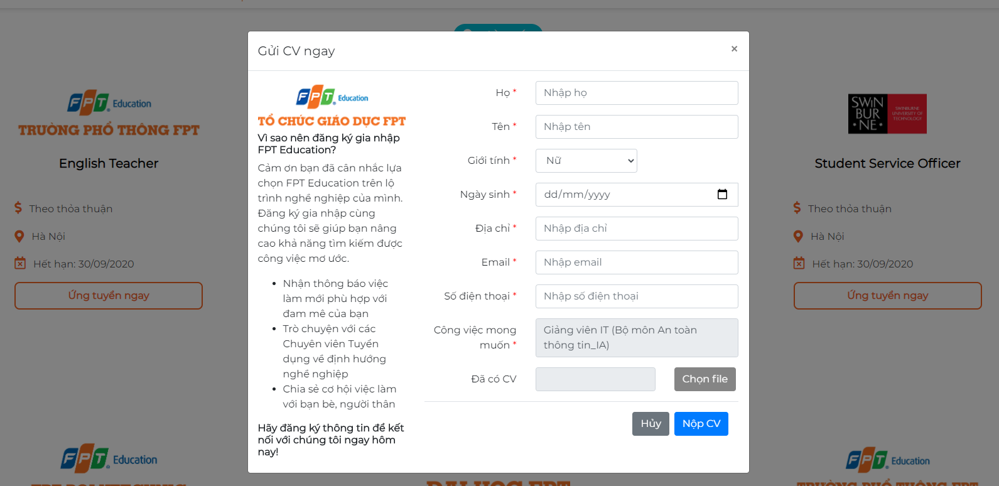 Gửi CV ngay
×
FPT Education
TỔ CHỨC GIÁO DỤC FPT
Vì sao nên đăng ký gia nhập
FPT Education?
Cảm ơn bạn đã cân nhắc lựa
chọn FPT Education trên lộ
trình nghề nghiệp của mình.
Đăng ký gia nhập cùng
chúng tôi sẽ giúp bạn nâng
cao khả năng tìm kiếm được
công việc mơ ước.
Nhận thông báo việc
làm mới phù hợp với
đam mê của bạn
Trò chuyện với các
Chuyên viên Tuyển
dụng về định hướng
nghề nghiệp
Chia sẻ cơ hội việc làm
với bạn bè, người thân
Hãy đăng ký thông tin để kết
nối với chúng tôi ngay hôm
nay!
Họ * Nhập họ
Tên * Nhập tên
Giới tính * Nữ
Ngày sinh * dd/mm/yyyy
Địa chỉ * Nhập địa chỉ
Email * Nhập email
Số điện thoại * Nhập số điện thoại
Công việc mong
muốn *
Giảng viên IT (Bộ môn An toàn
thông tin_IA)
Đã có CV Chọn file
Hủy Nộp CV
FPT Education
TRƯỜNG PHỔ THÔNG FPT
English Teacher
Theo thỏa thuận
Hà Nội
Hết hạn: 30/09/2020
Ứng tuyển ngay
SWIN
BUR
NE
SWINBURNE
UNIVERSITY OF
TECHNOLOGY
Student Service Officer
Theo thỏa thuận
Hà Nội
Hết hạn: 30/09/2020
Ứng tuyển ngay
FPT Education
FPT POLYTECHNIC
ĐẠI HỌC FPT
FPT Education
TRƯỜNG PHỔ THÔNG FPT